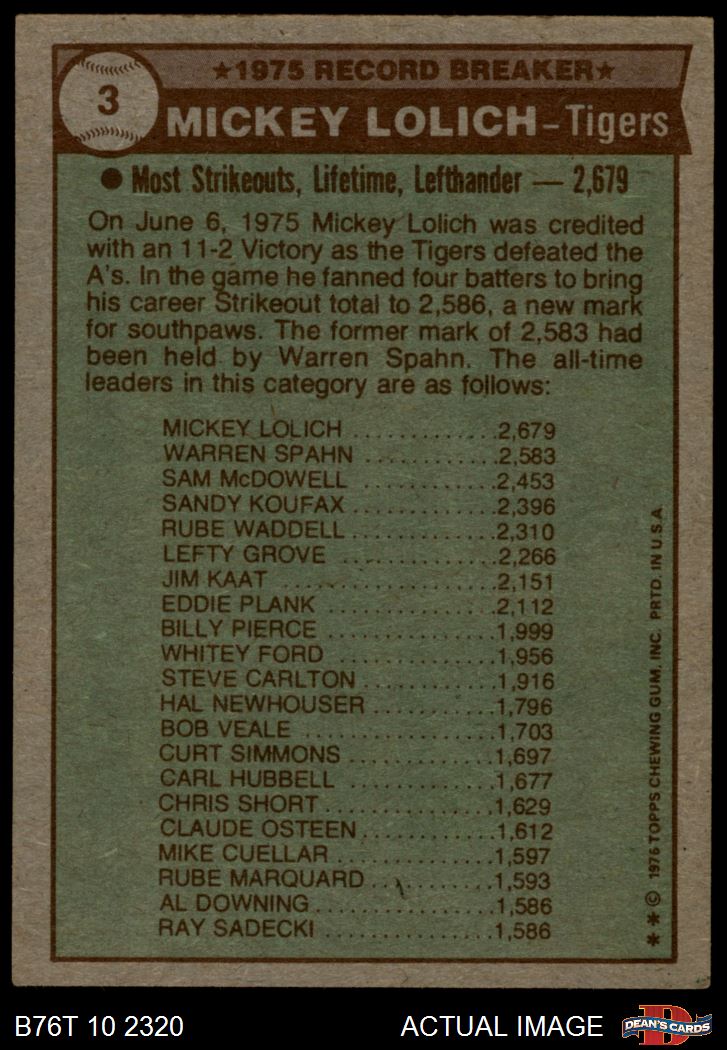 3
★1975 RECORD BREAKER★
MICKEY LOLICH–Tigers
● Most Strikeouts, Lifetime, Lefthander — 2,679
On June 6, 1975 Mickey Lolich was credited
with an 11-2 Victory as the Tigers defeated the
A's. In the game he fanned four batters to bring
his career Strikeout total to 2,586, a new mark
for southpaws. The former mark of 2,583 had
been held by Warren Spahn. The all-time
leaders in this category are as follows:
MICKEY LOLICH ............2,679
WARREN SPAHN ...........2,583
SAM McDOWELL ............2,453
SANDY KOUFAX ............2,396
RUBE WADDELL............2,310
LEFTY GROVE ..............2,266
JIM KAAT ..................2,151
EDDIE PLANK ..............2,112
BILLY PIERCE ..............1,999
WHITEY FORD .............1,956
STEVE CARLTON ...........1,916
HAL NEWHOUSER ..........1,796
BOB VEALE ................1,703
CURT SIMMONS ............1,697
CARL HUBBELL ............1,677
CHRIS SHORT..............1,629
CLAUDE OSTEEN...........1,612
MIKE CUELLAR .............1,597
RUBE MARQUARD ..........1,593
AL DOWNING...............1,586
RAY SADECKI ..............1,586
★★ © 1976 TOPPS CHEWING GUM, INC. PRTD. IN U.S.A.
B76T 10 2320
ACTUAL IMAGE
D
DEAN'S CARDS